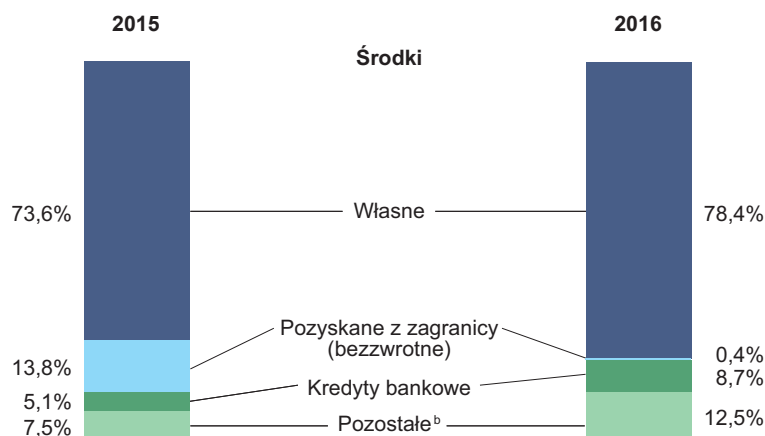 2015
2016
Środki
73,6%
Własne
78,4%
Pozyskane z zagranicy
(bezzwrotne)
13,8%
0,4%
Kredyty bankowe
5,1%
8,7%
Pozostałeᵇ
7,5%
12,5%